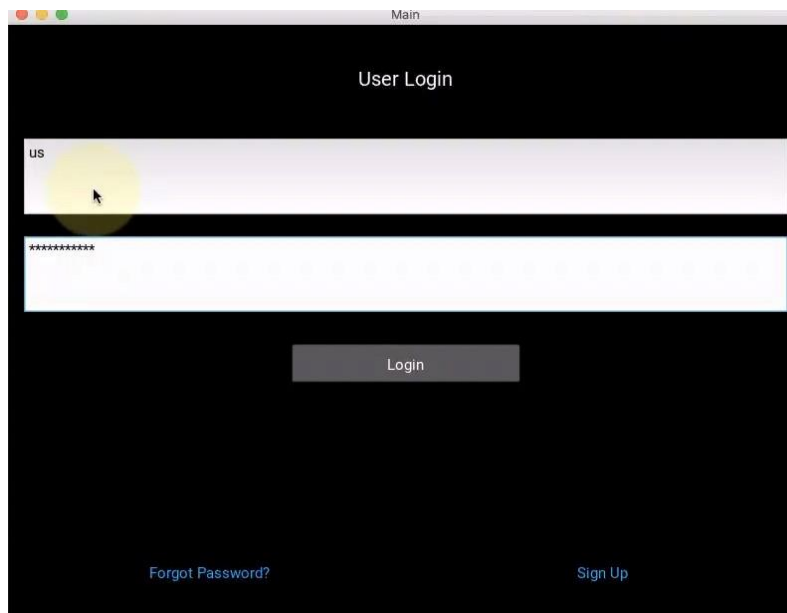 Main
User Login
us
***********
Login
Forgot Password?
Sign Up